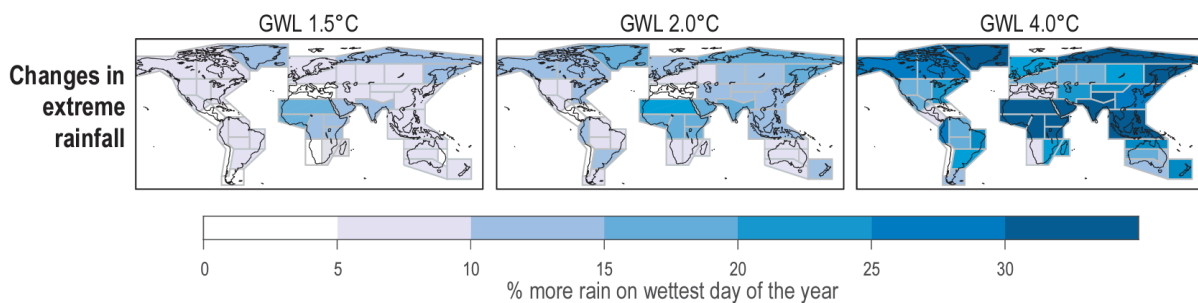 GWL 1.5°C
GWL 2.0°C
GWL 4.0°C
Changes in
extreme
rainfall
0
5
10
15
20
25
30
% more rain on wettest day of the year